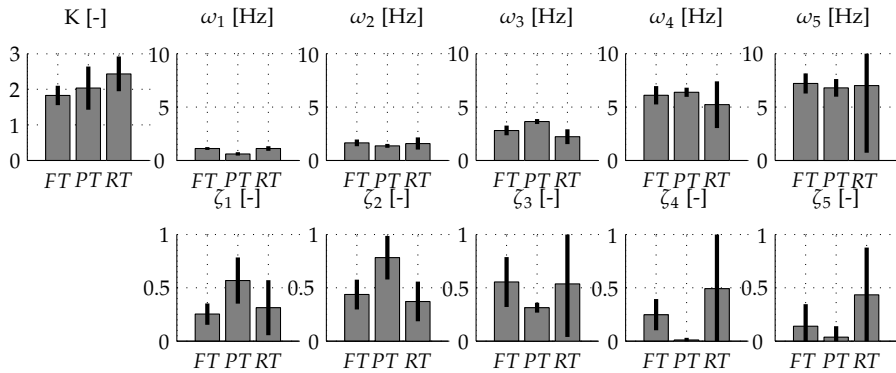 K [-] ω1 [Hz] ω2 [Hz] ω3 [Hz] ω4 [Hz] ω5 [Hz]
3 10 10 10 10 10
2
5 5 5 5 5
1
0 0 0 0 0 0
FT PT RT FT PT RT FT PT RT FT PT RT FT PT RT FT PT RT
ζ1 [-] ζ2 [-] ζ3 [-] ζ4 [-] ζ5 [-]
1 1 1 1 1
0.5 0.5 0.5 0.5 0.5
0 0 0 0 0
FT PT RT FT PT RT FT PT RT FT PT RT FT PT RT